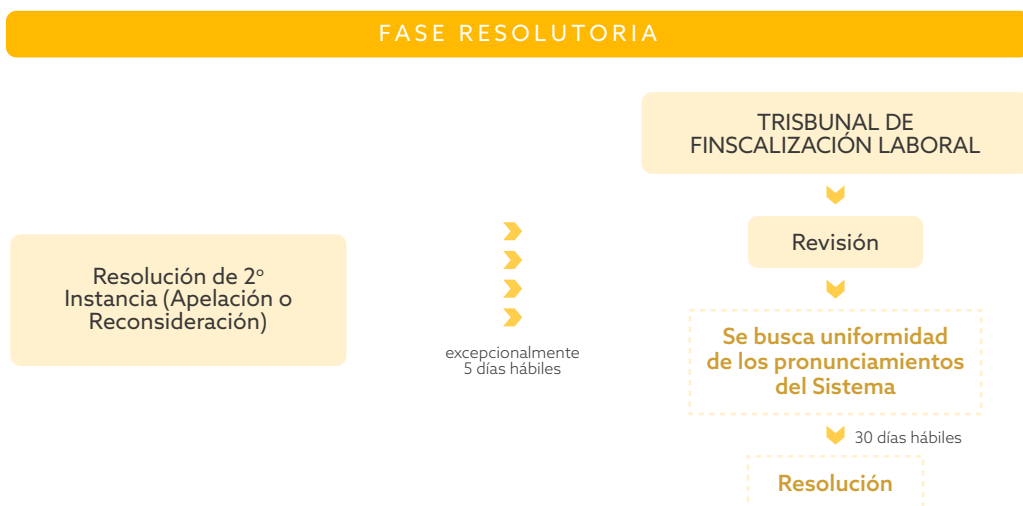 FASE RESOLUTORIA
Resolución de 2º
Instancia (Apelación o
Reconsideración)
excepcionalmente
5 días hábiles
TRISBUNAL DE
FINSCALIZACIÓN LABORAL
Revisión
Se busca uniformidad
de los pronunciamientos
del Sistema
30 días hábiles
Resolución